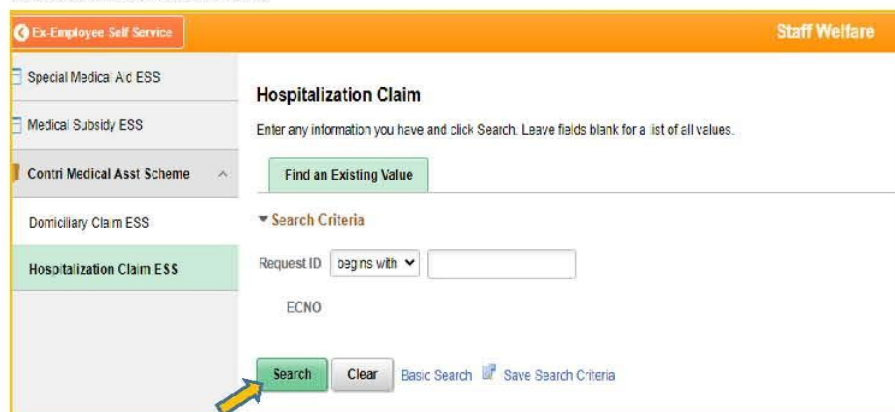 Ex-Employee Self Service
Staff Welfare
Special Medical Aid ESS
Medical Subsidy ESS
Contri Medical Asst Scheme
Domiciliary Claim ESS
Hospitalization Claim ESS
Hospitalization Claim
Enter any information you have and click Search. Leave fields blank for a list of all values.
Find an Existing Value
Search Criteria
Request ID begins with
ECNO
Search Clear Basic Search Save Search Criteria